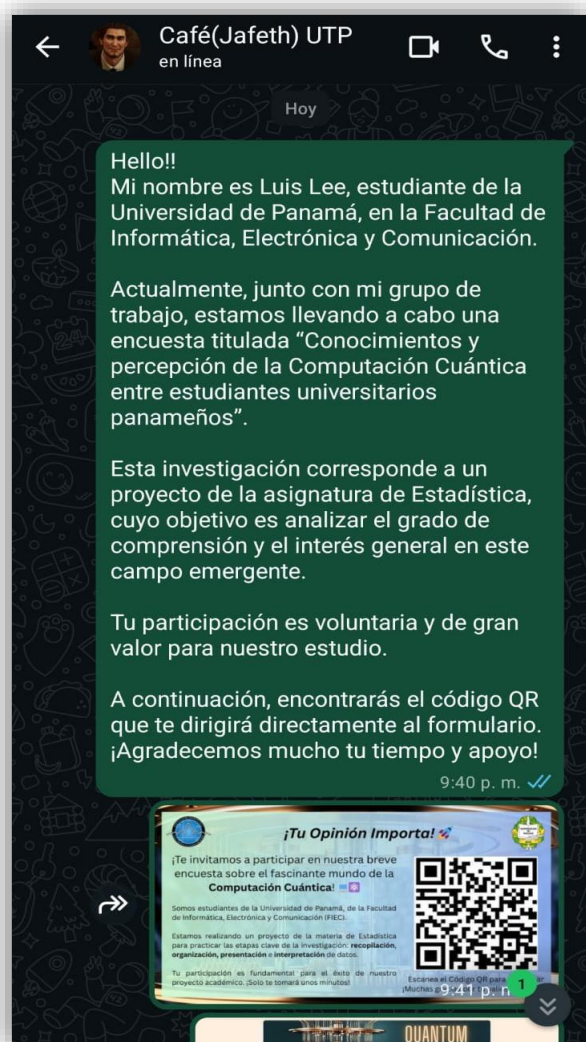 Café(Jafeth) UTP
en línea
Hoy
Hello!!
Mi nombre es Luis Lee, estudiante de la
Universidad de Panamá, en la Facultad de
Informática, Electrónica y Comunicación.
Actualmente, junto con mi grupo de
trabajo, estamos llevando a cabo una
encuesta titulada “Conocimientos y
percepción de la Computación Cuántica
entre estudiantes universitarios
panameños”.
Esta investigación corresponde a un
proyecto de la asignatura de Estadística,
cuyo objetivo es analizar el grado de
comprensión y el interés general en este
campo emergente.
Tu participación es voluntaria y de gran
valor para nuestro estudio.
A continuación, encontrarás el código QR
que te dirigirá directamente al formulario.
¡Agradecemos mucho tu tiempo y apoyo!
9:40 p. m.
¡Tu Opinión Importa! 🚀
¡Te invitamos a participar en nuestra breve
encuesta sobre el fascinante mundo de la
Computación Cuántica!
Somos estudiantes de la Universidad de Panamá, de la Facultad
de Informática, Electrónica y Comunicación (FIEC).
Estamos realizando un proyecto de la materia de Estadística
para practicar las etapas clave de la investigación: recopilación,
organización, presentación e interpretación de datos.
Tu participación es fundamental para el éxito de nuestro
proyecto académico. ¡Solo te tomará unos minutos!
Escanea el Código QR para
¡Muchas
9:41 p. m.
1
QUANTUM